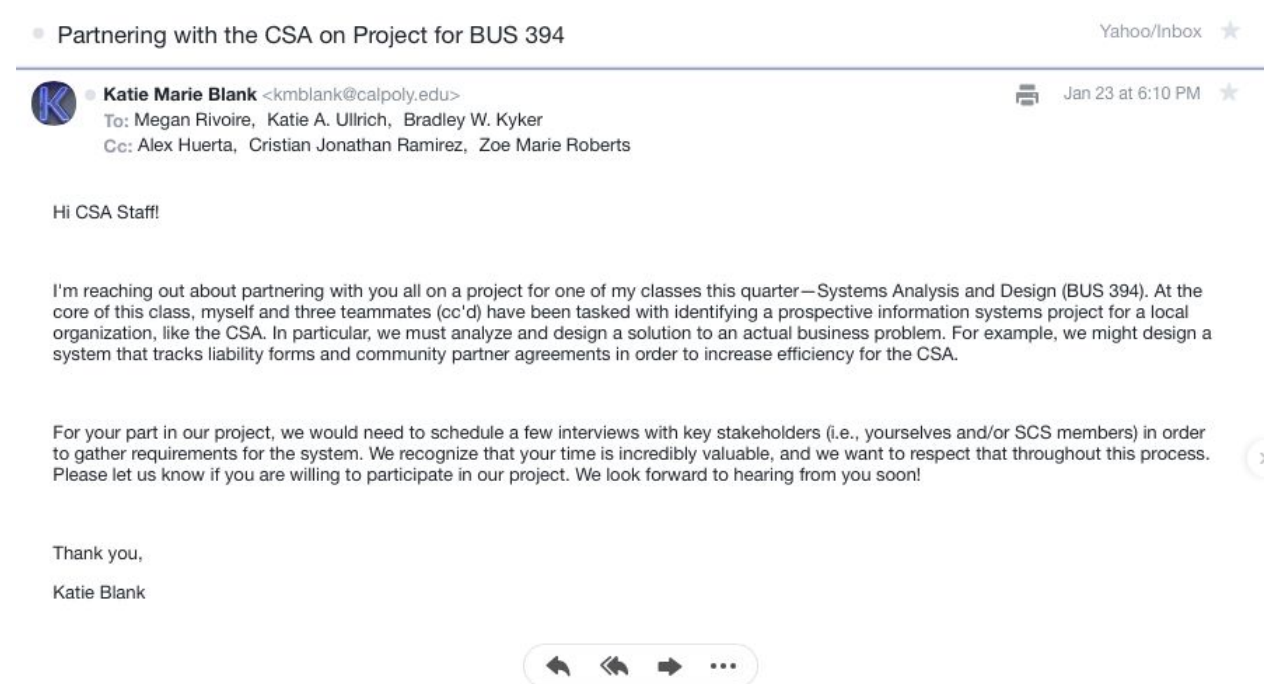 Partnering with the CSA on Project for BUS 394
Yahoo/Inbox
K
Katie Marie Blank <kmblank@calpoly.edu>
Jan 23 at 6:10 PM
To: Megan Rivoire, Katie A. Ullrich, Bradley W. Kyker
Cc: Alex Huerta, Cristian Jonathan Ramirez, Zoe Marie Roberts
Hi CSA Staff!
I'm reaching out about partnering with you all on a project for one of my classes this quarter—Systems Analysis and Design (BUS 394). At the
core of this class, myself and three teammates (cc'd) have been tasked with identifying a prospective information systems project for a local
organization, like the CSA. In particular, we must analyze and design a solution to an actual business problem. For example, we might design a
system that tracks liability forms and community partner agreements in order to increase efficiency for the CSA.
For your part in our project, we would need to schedule a few interviews with key stakeholders (i.e., yourselves and/or SCS members) in order
to gather requirements for the system. We recognize that your time is incredibly valuable, and we want to respect that throughout this process.
Please let us know if you are willing to participate in our project. We look forward to hearing from you soon!
Thank you,
Katie Blank